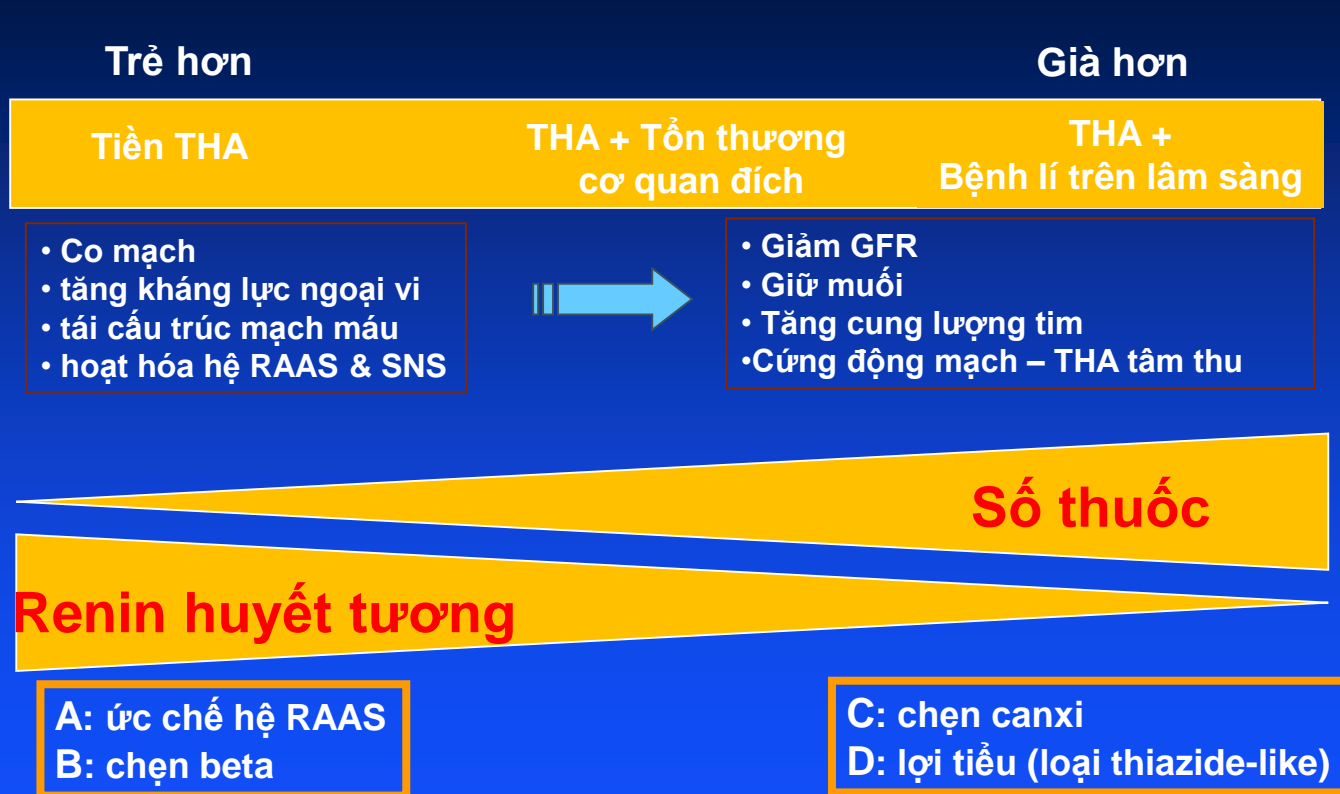 Trẻ hơn
Già hơn
Tiền THA
THA + Tổn thương
cơ quan đích
THA +
Bệnh lí trên lâm sàng
• Co mạch
• tăng kháng lực ngoại vi
• tái cấu trúc mạch máu
• hoạt hóa hệ RAAS & SNS
• Giảm GFR
• Giữ muối
• Tăng cung lượng tim
•Cứng động mạch – THA tâm thu
Số thuốc
Renin huyết tương
A: ức chế hệ RAAS
B: chẹn beta
C: chẹn canxi
D: lợi tiểu (loại thiazide-like)